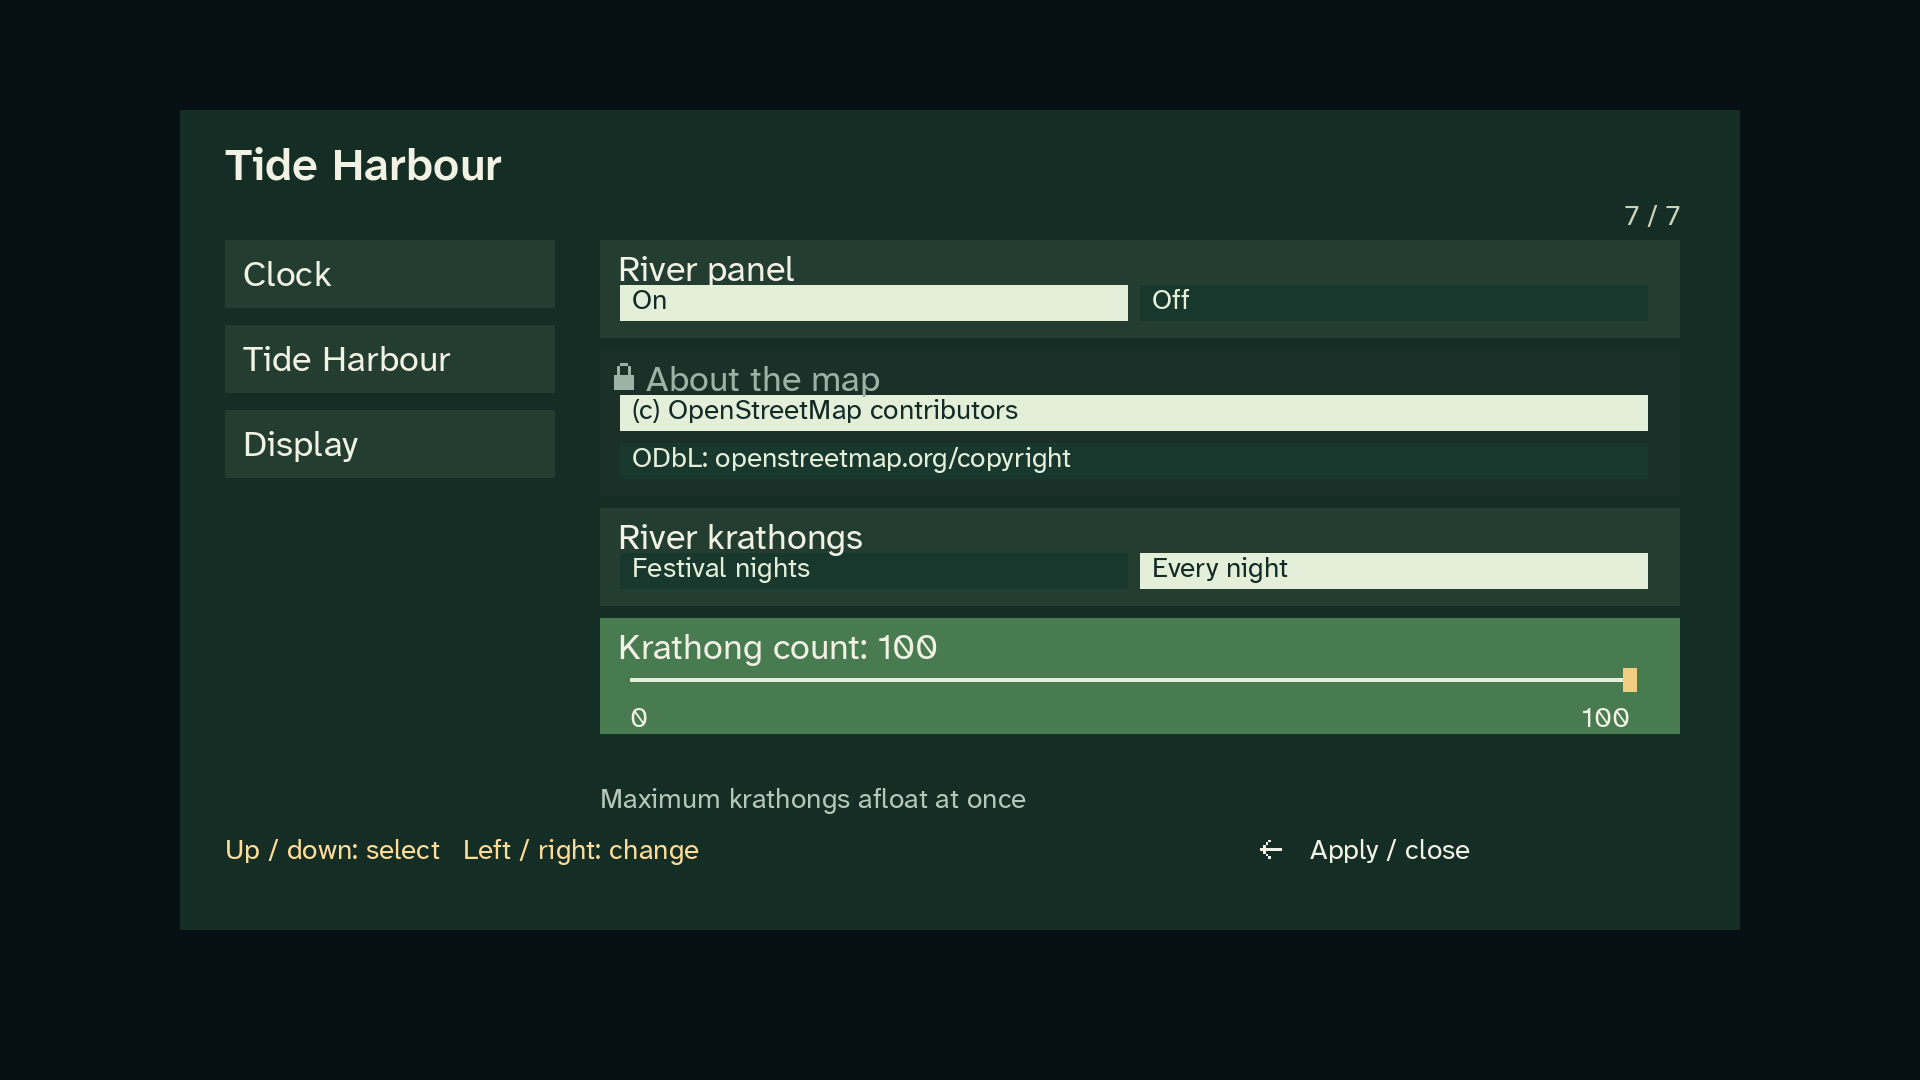 Tide Harbour
7 / 7
Clock
Tide Harbour
Display
River panel
On
Off
About the map
(c) OpenStreetMap contributors
ODbL: openstreetmap.org/copyright
River krathongs
Festival nights
Every night
Krathong count: 100
0
100
Maximum krathongs afloat at once
Up / down: select   Left / right: change
← Apply / close